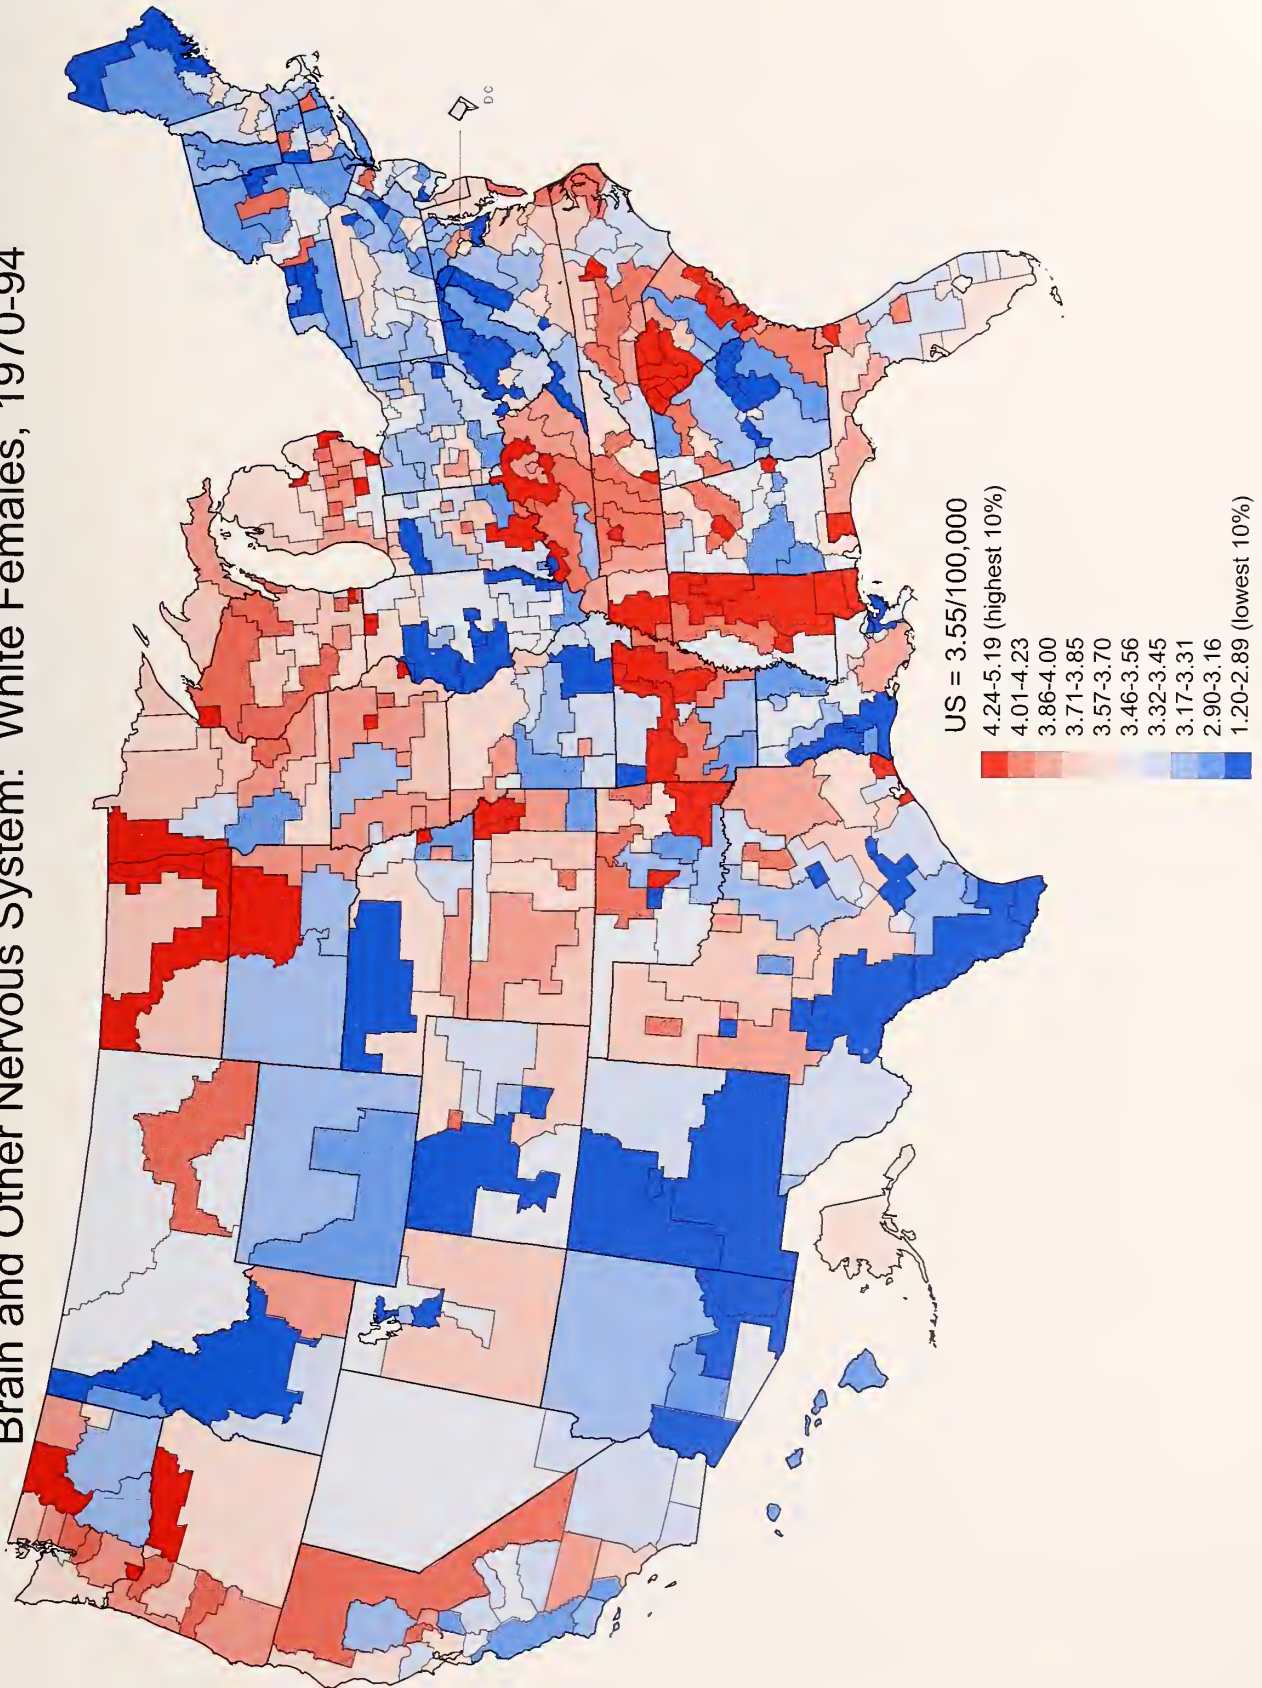 Brain and Other Nervous System: White Females, 1970-94
DC
US = 3.55/100,000
4.24-5.19 (highest 10%)
4.01-4.23
3.86-4.00
3.71-3.85
3.57-3.70
3.46-3.56
3.32-3.45
3.17-3.31
2.90-3.16
1.20-2.89 (lowest 10%)